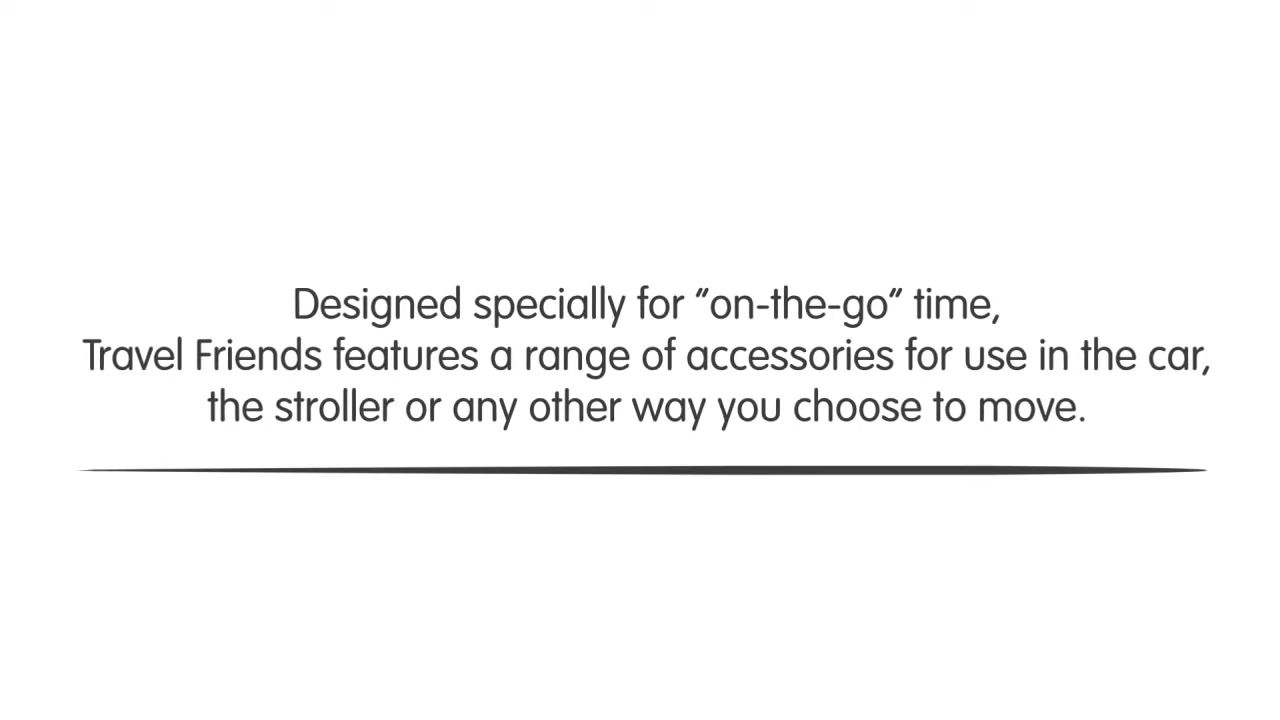 Designed specially for “on-the-go” time,
Travel Friends features a range of accessories for use in the car,
the stroller or any other way you choose to move.